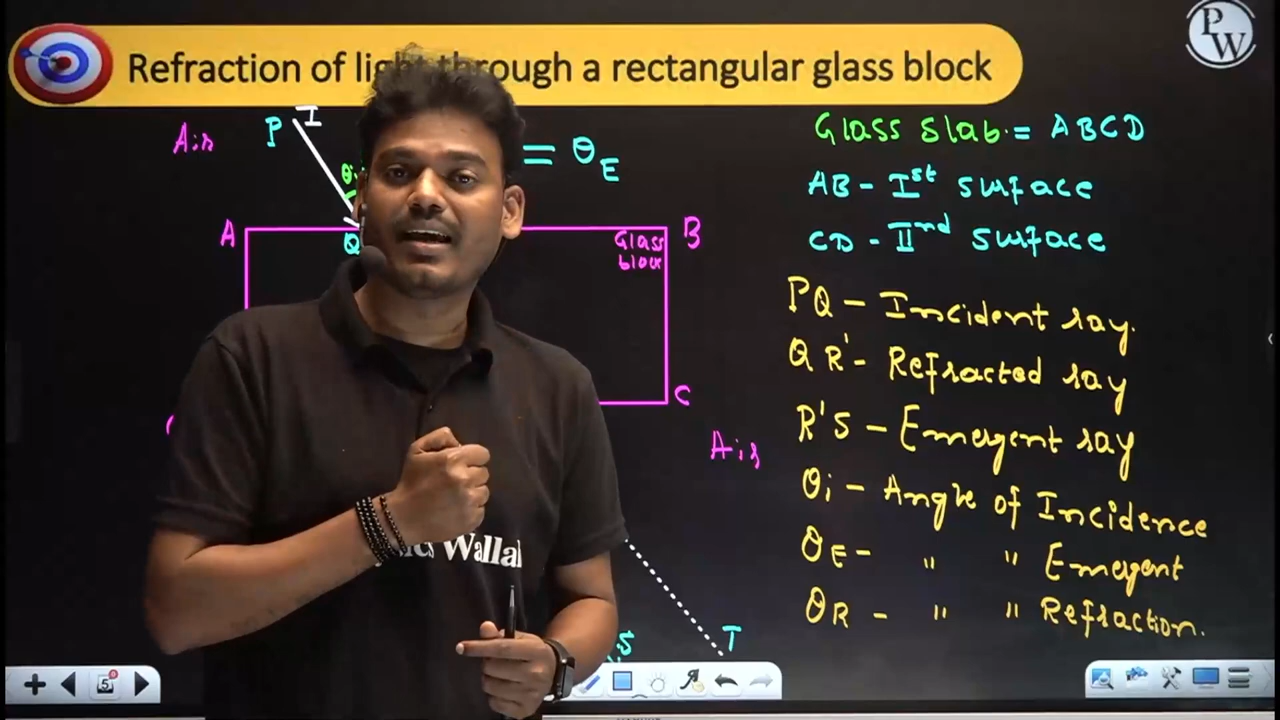 Refraction of light through a rectangular glass block
PW
Air
P
I
θi
= θE
A
Q
Glass
block
B
C
Air
S
T
Glass slab = ABCD
AB - Ist surface
CD - IInd surface
PQ - Incident ray.
QR' - Refracted ray
R'S - Emergent ray
θi - Angle of Incidence
θE - " " Emergent
θR - " " Refraction.